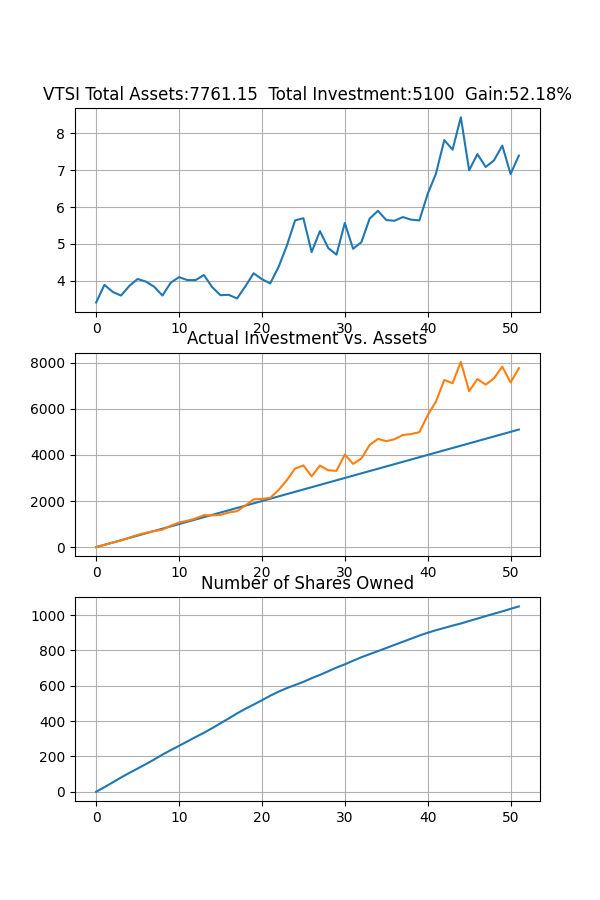 VTSI Total Assets:7761.15  Total Investment:5100  Gain:52.18%
8
7
6
5
4
0 10 20 30 40 50
Actual Investment vs. Assets
8000
6000
4000
2000
0
0 10 20 30 40 50
Number of Shares Owned
1000
800
600
400
200
0
0 10 20 30 40 50